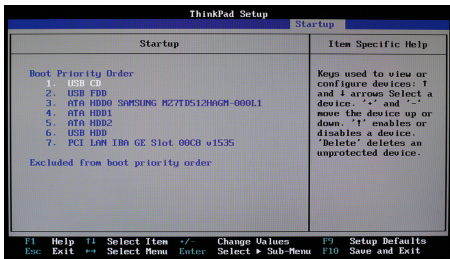 ThinkPad Setup
Startup
Startup
Item Specific Help
Boot Priority Order
1. USB CD
2. USB FDD
3. ATA HDD0 SAMSUNG MZ7TD512HAGM-000L1
4. ATA HDD1
5. ATA HDD2
6. USB HDD
7. PCI LAN IBA GE Slot 00C8 v1535
Excluded from boot priority order
Keys used to view or
configure devices: ↑
and ↓ arrows Select a
device. '+' and '-'
move the device up or
down. '!' enables or
disables a device.
'Delete' deletes an
unprotected device.
F1 Help ↑↓ Select Item +/- Change Values F9 Setup Defaults
Esc Exit ↔ Select Menu Enter Select ► Sub-Menu F10 Save and Exit